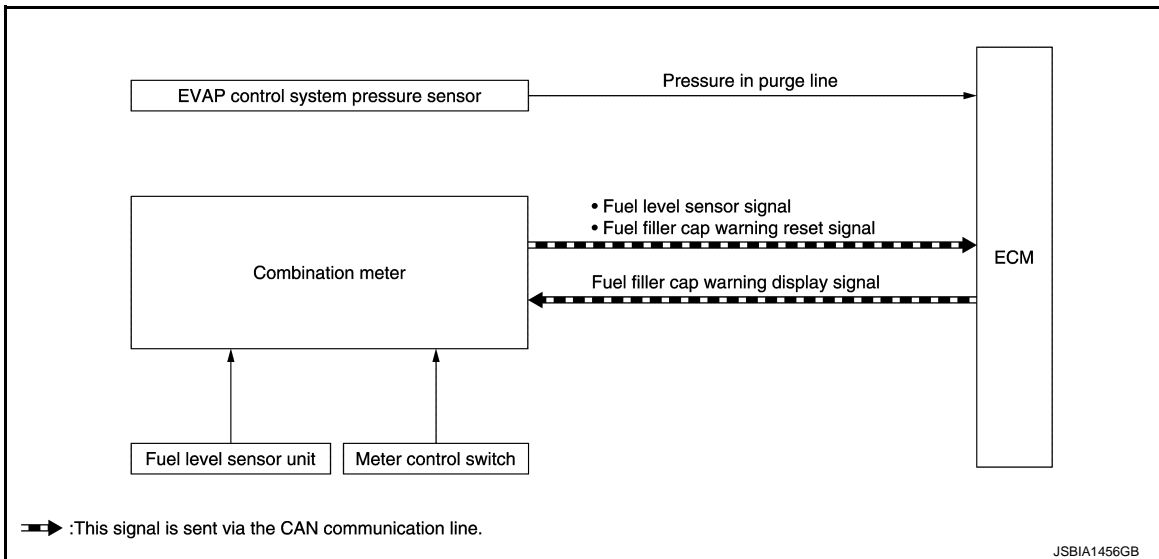 EVAP control system pressure sensor
Pressure in purge line
• Fuel level sensor signal
• Fuel filler cap warning reset signal
Combination meter
ECM
Fuel filler cap warning display signal
Fuel level sensor unit
Meter control switch
:This signal is sent via the CAN communication line.
JSBIA1456GB